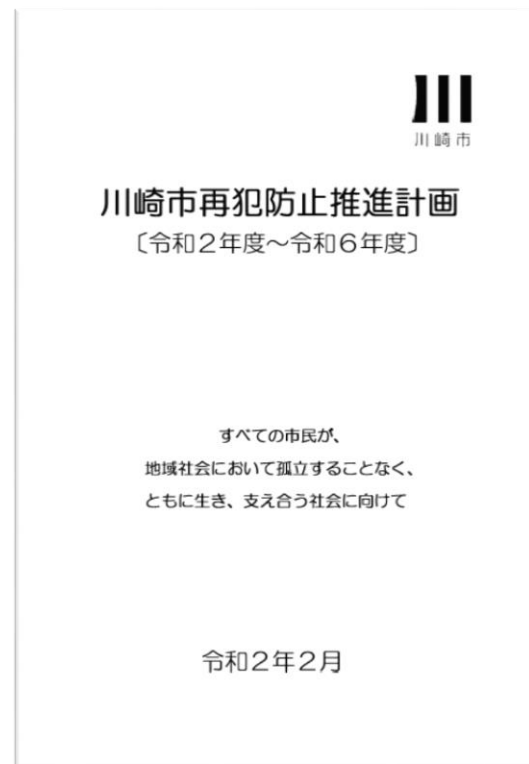 川崎市
川崎市再犯防止推進計画
〔令和２年度～令和６年度〕
すべての市民が、
地域社会において孤立することなく、
ともに生き、支え合う社会に向けて
令和２年２月